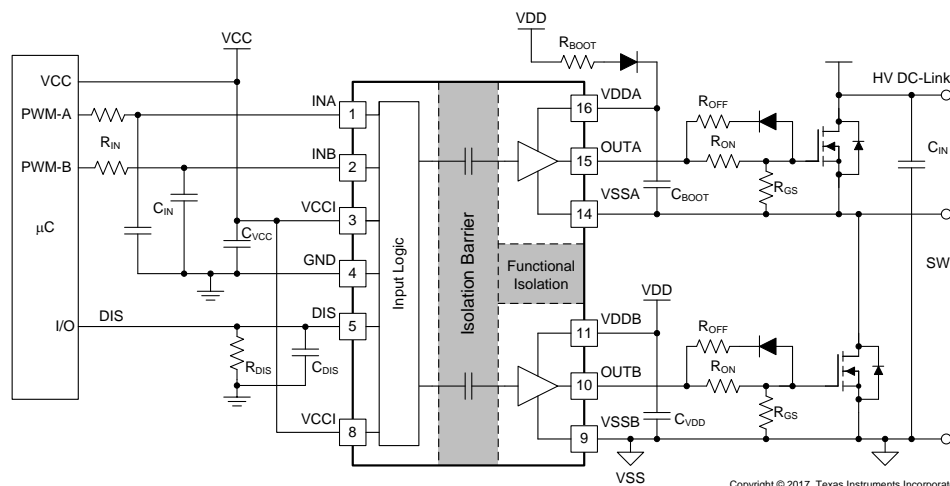 VDD
RBOOT
VCC
HV DC-Link
VCC
INA
VDDA
1
16
PWM-A
ROFF
RIN
OUTA
15
RON
CIN
INB
PWM-B
2
CIN
VSSA
CBOOT
RGS
VCCI
3
14
µC
CVCC
GND
4
Input Logic
Isolation Barrier
Functional
Isolation
SW
VDD
I/O
DIS
DIS
5
VDDB
11
ROFF
RDIS
CDIS
OUTB
10
RON
VCCI
8
VSSB
9
CVDD
RGS
VSS
Copyright © 2017, Texas Instruments Incorporat